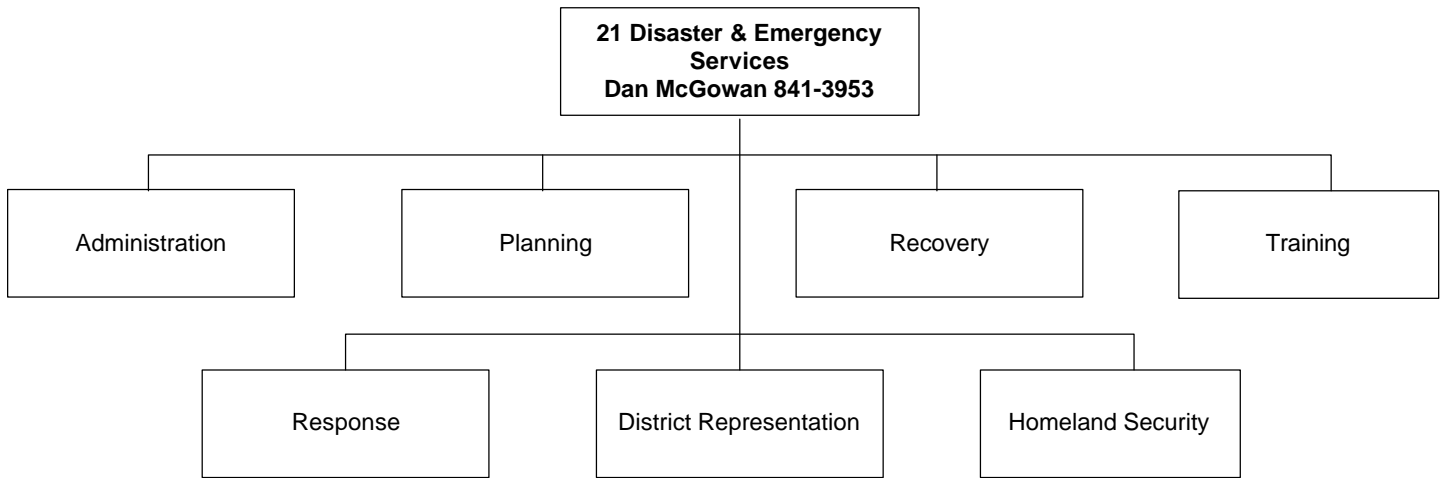 21 Disaster & Emergency
Services
Dan McGowan 841-3953
Administration
Planning
Recovery
Training
Response
District Representation
Homeland Security